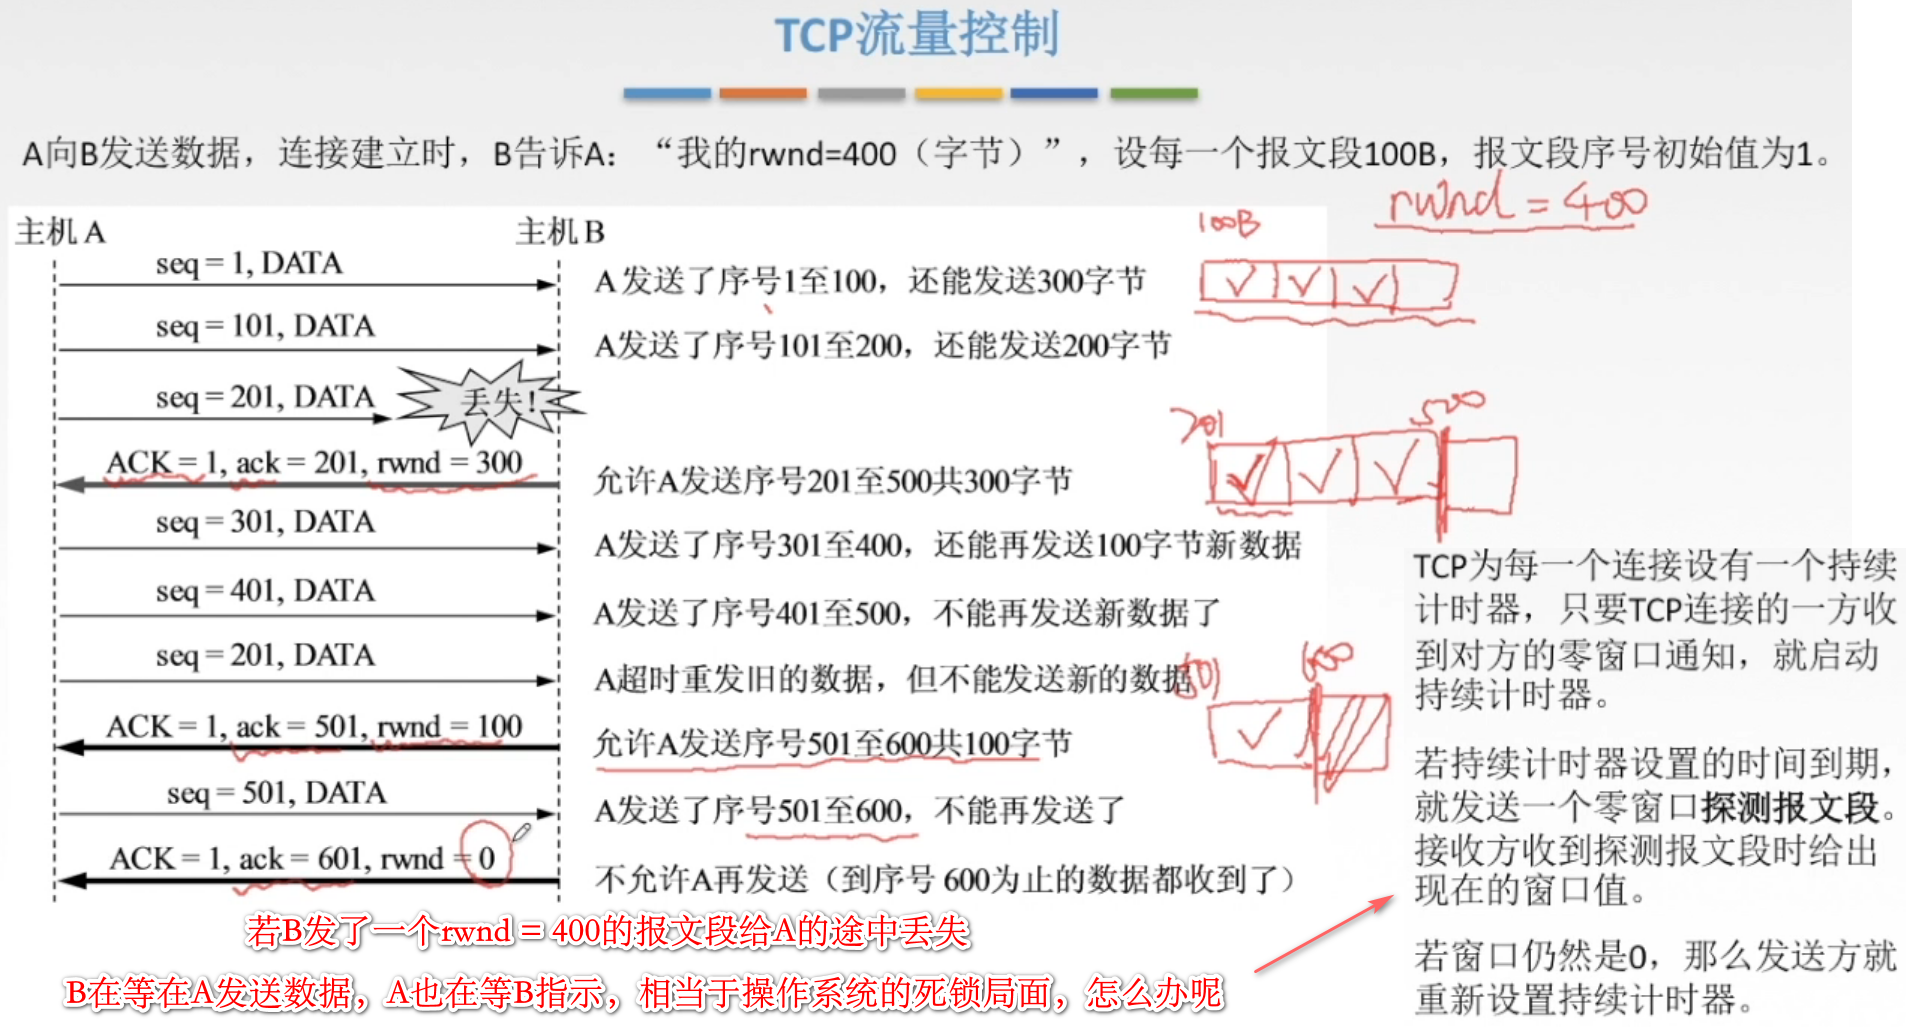 TCP流量控制
A向B发送数据，连接建立时，B告诉A：“我的rwnd=400（字节）”，设每一个报文段100B，报文段序号初始值为1。
rwnd=400
100B
主机A 主机B
seq = 1, DATA
A发送了序号1至100，还能发送300字节
seq = 101, DATA
A发送了序号101至200，还能发送200字节
seq = 201, DATA
丢失！
201
500
ACK = 1, ack = 201, rwnd = 300
允许A发送序号201至500共300字节
seq = 301, DATA
A发送了序号301至400，还能再发送100字节新数据
seq = 401, DATA
A发送了序号401至500，不能再发送新数据了
seq = 201, DATA
A超时重发旧的数据，但不能发送新的数据
501
600
ACK = 1, ack = 501, rwnd = 100
允许A发送序号501至600共100字节
seq = 501, DATA
A发送了序号501至600，不能再发送了
ACK = 1, ack = 601, rwnd = 0
不允许A再发送（到序号600为止的数据都收到了）
TCP为每一个连接设有一个持续
计时器，只要TCP连接的一方收
到对方的零窗口通知，就启动
持续计时器。
若持续计时器设置的时间到期，
就发送一个零窗口探测报文段。
接收方收到探测报文段时给出
现在的窗口值。
若窗口仍然是0，那么发送方就
重新设置持续计时器。
若B发了一个rwnd = 400的报文段给A的途中丢失
B在等在A发送数据，A也在等B指示，相当于操作系统的死锁局面，怎么办呢